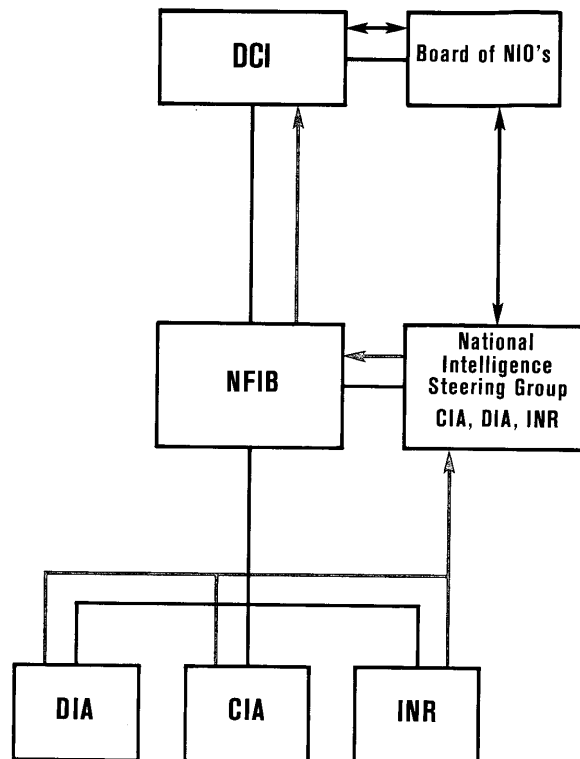 DCI
Board of NIO's
NFIB
National
Intelligence
Steering Group
CIA, DIA, INR
DIA
CIA
INR